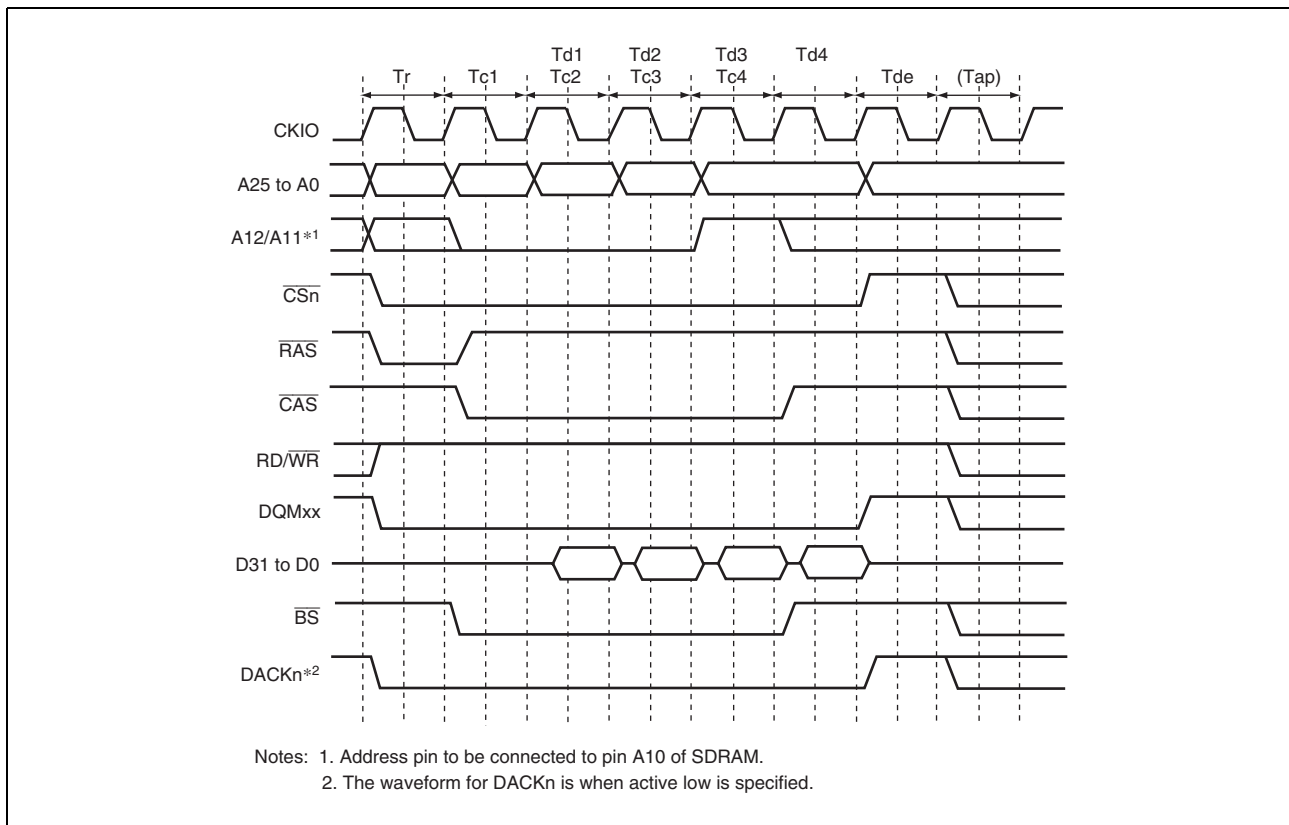 Td1 Td2 Td3 Td4
Tr Tc1 Tc2 Tc3 Tc4 Tde (Tap)
CKIO
A25 to A0
A12/A11*1
CSn
RAS
CAS
RD/WR
DQMxx
D31 to D0
BS
DACKn*2
Notes: 1. Address pin to be connected to pin A10 of SDRAM.
2. The waveform for DACKn is when active low is specified.